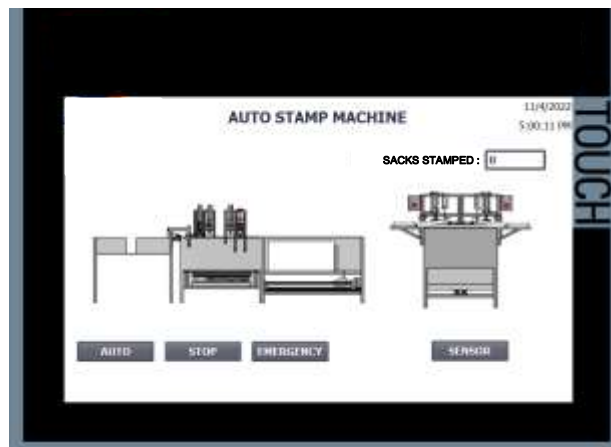 AUTO STAMP MACHINE
11/4/2022
5:00:11 PM
TOUCH
SACKS STAMPED : 0
AUTO
STOP
EMERGENCY
SENSOR